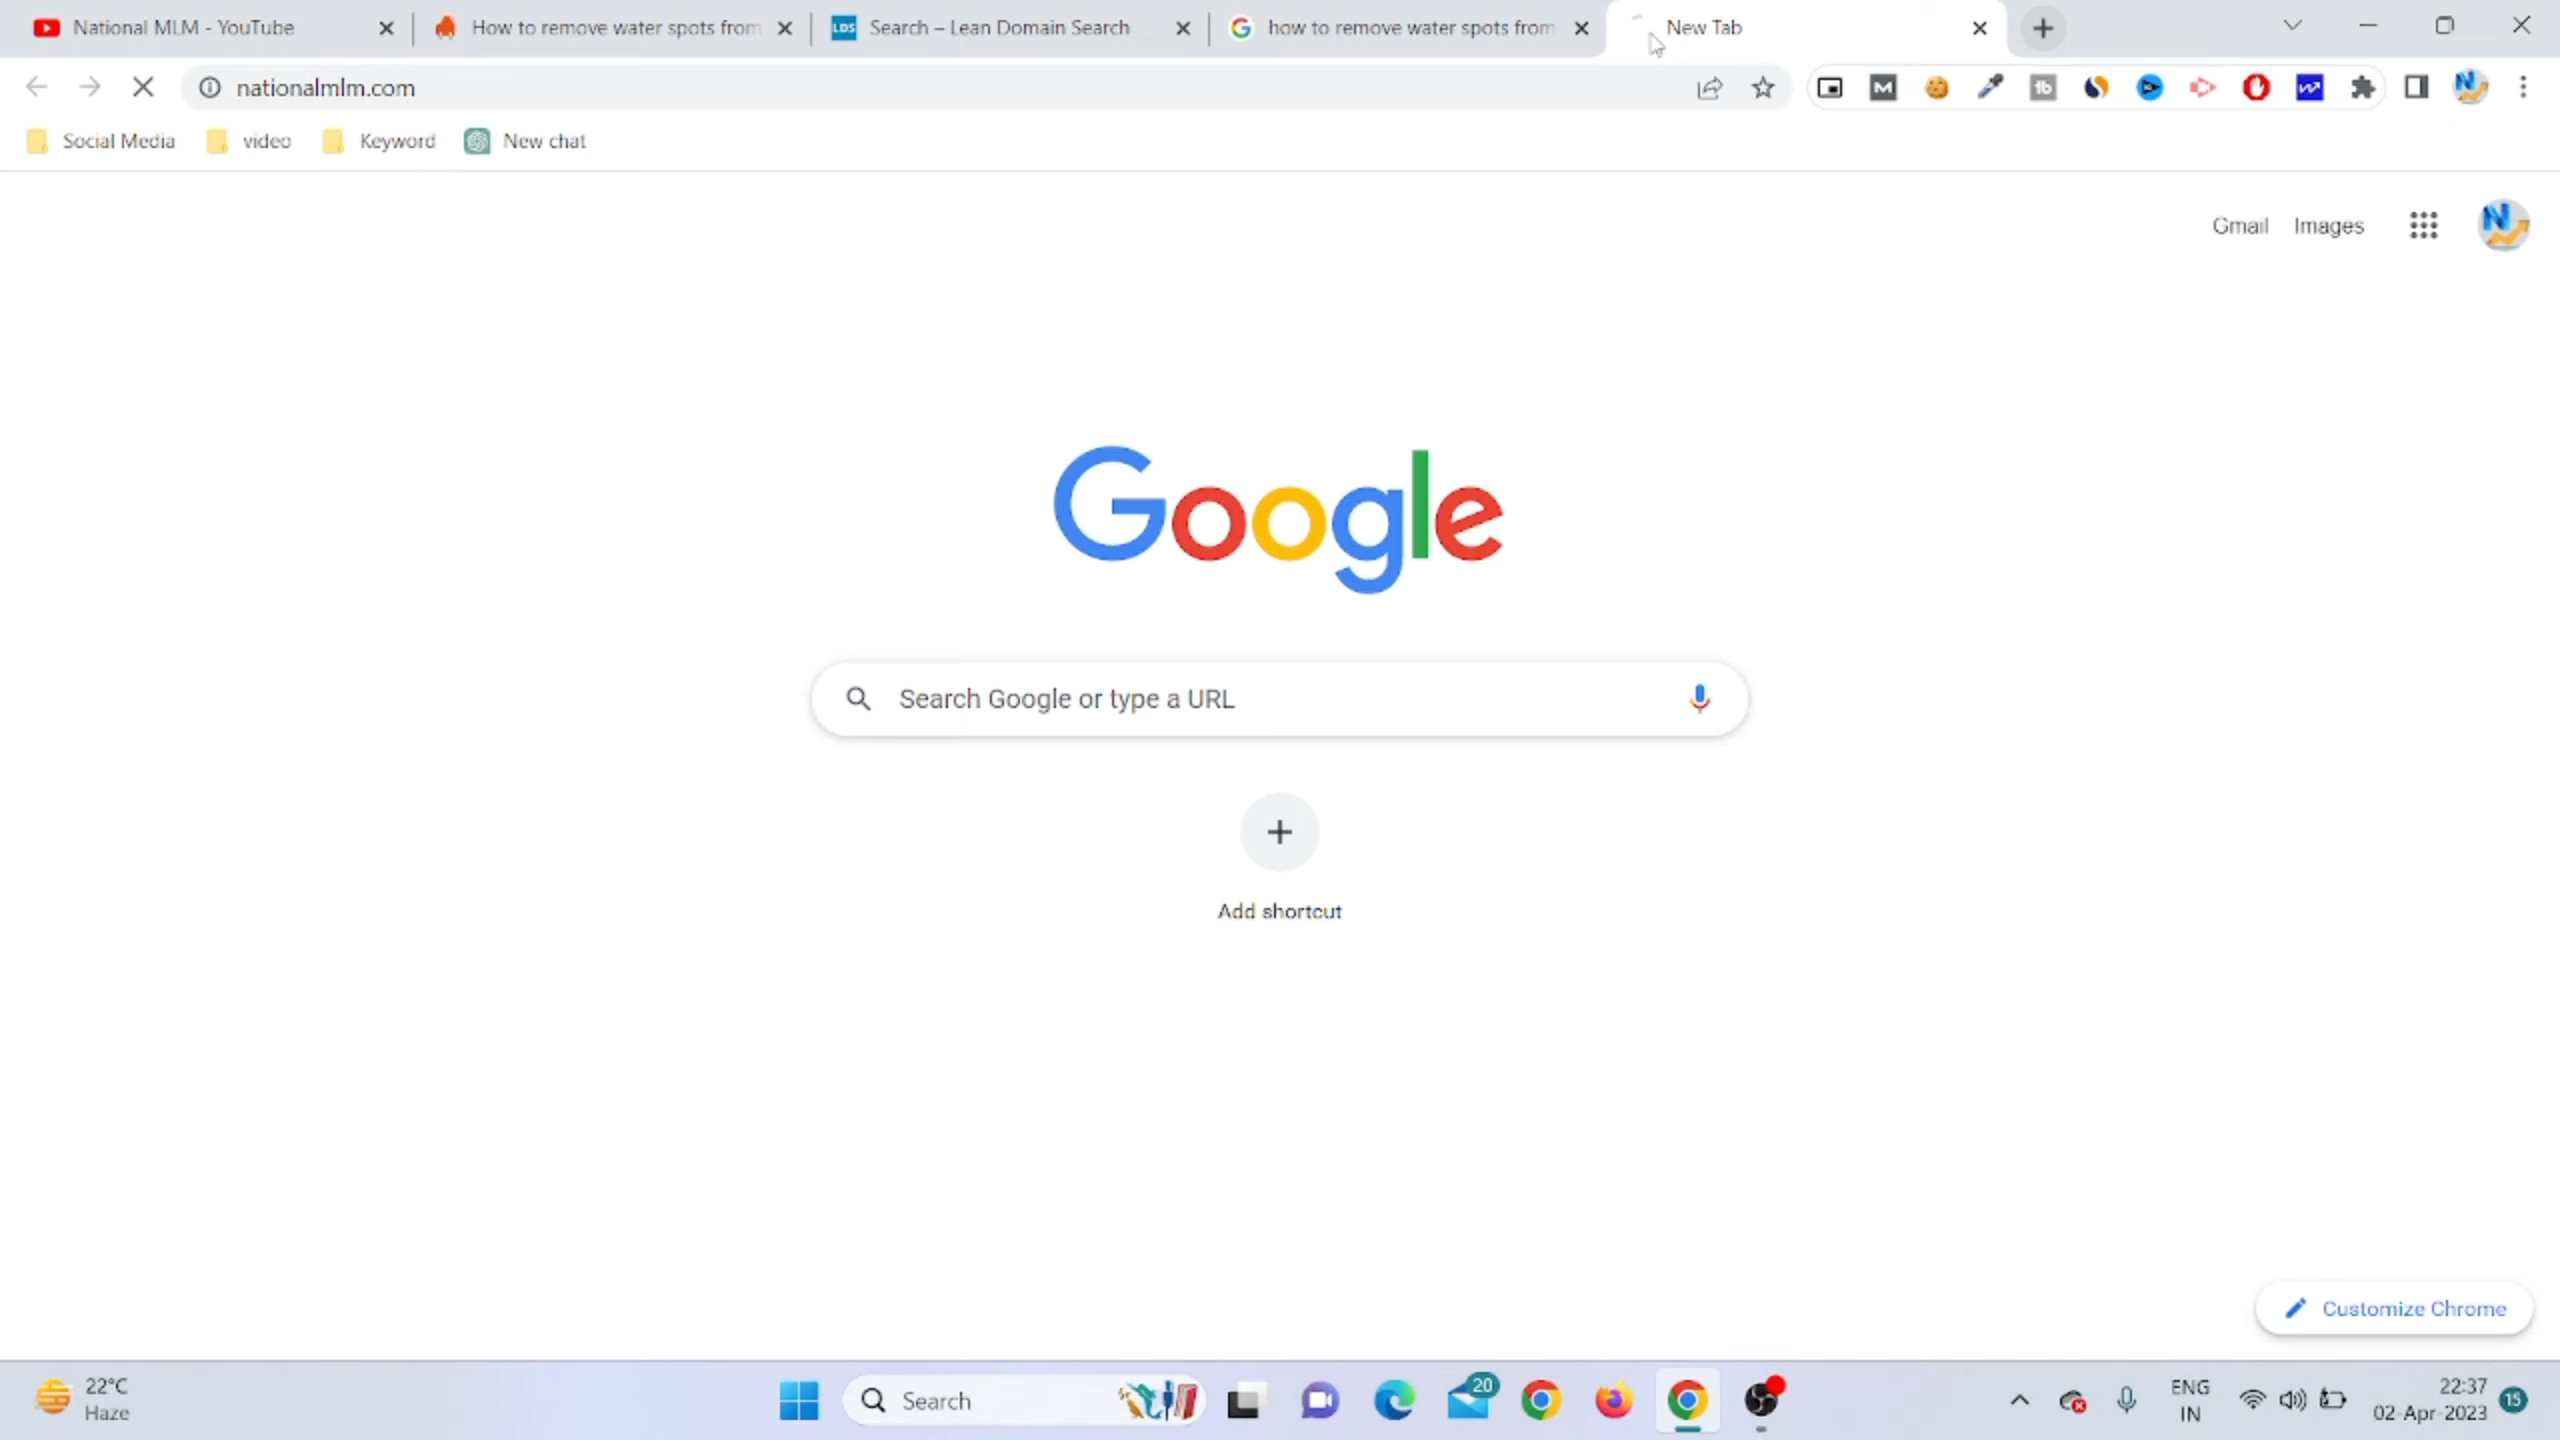 National MLM - YouTube
How to remove water spots from
LDS
Search – Lean Domain Search
how to remove water spots from
New Tab
nationalmlm.com
Social Media
video
Keyword
New chat
Gmail
Images
Google
Search Google or type a URL
Add shortcut
Customize Chrome
22°C
Haze
Search
20
ENG
IN
22:37
02-Apr-2023
15